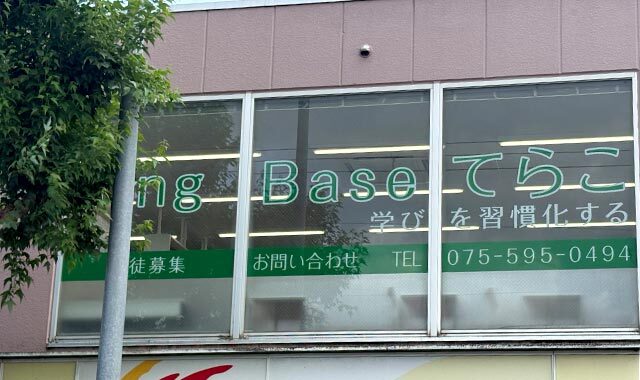 ng Base てらこ
学びを習慣化する
徒募集 お問い合わせ TEL 075-595-0494